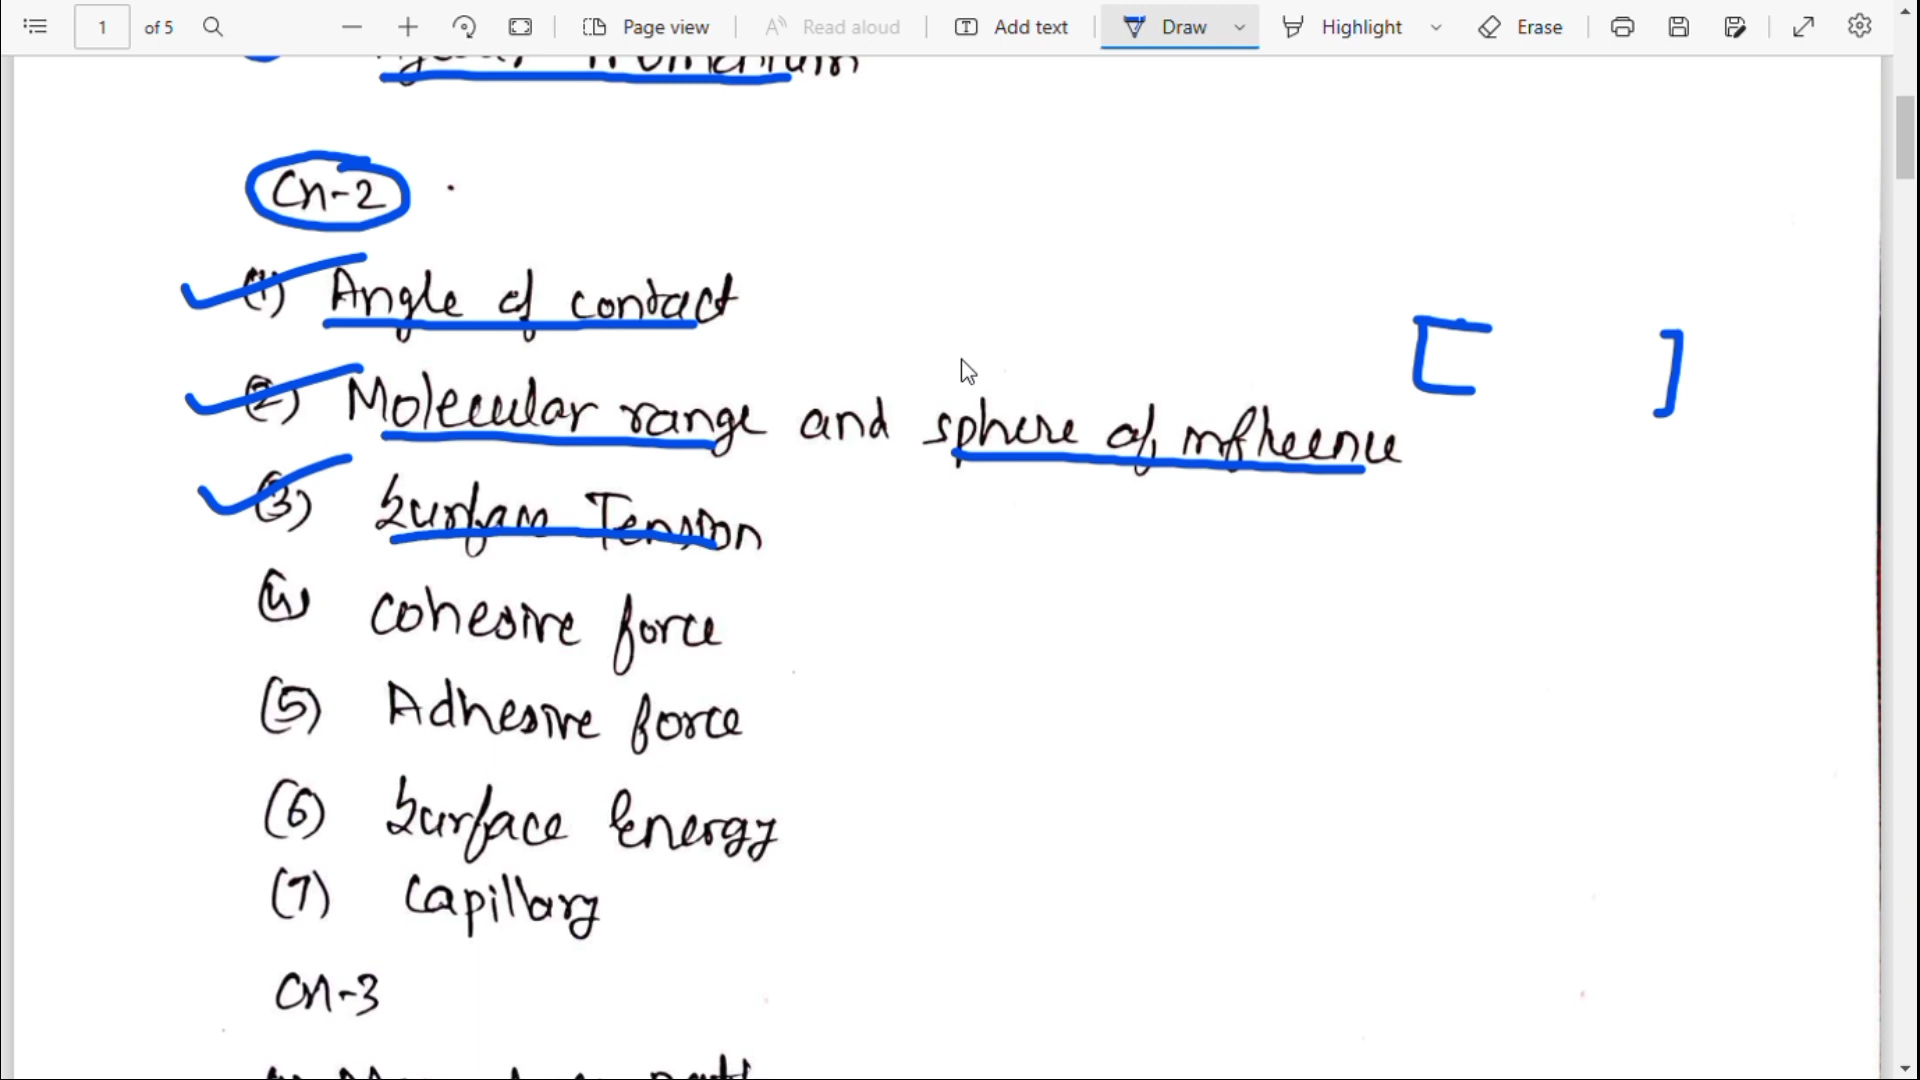 1 of 5 Page view Read aloud Add text Draw Highlight Erase
momentum
Ch-2
(1) Angle of contact
(2) Molecular range and sphere of influence
(3) Surface Tension
(4) Cohesive force
(5) Adhesive force
(6) Surface Energy
(7) Capillary
Ch-3